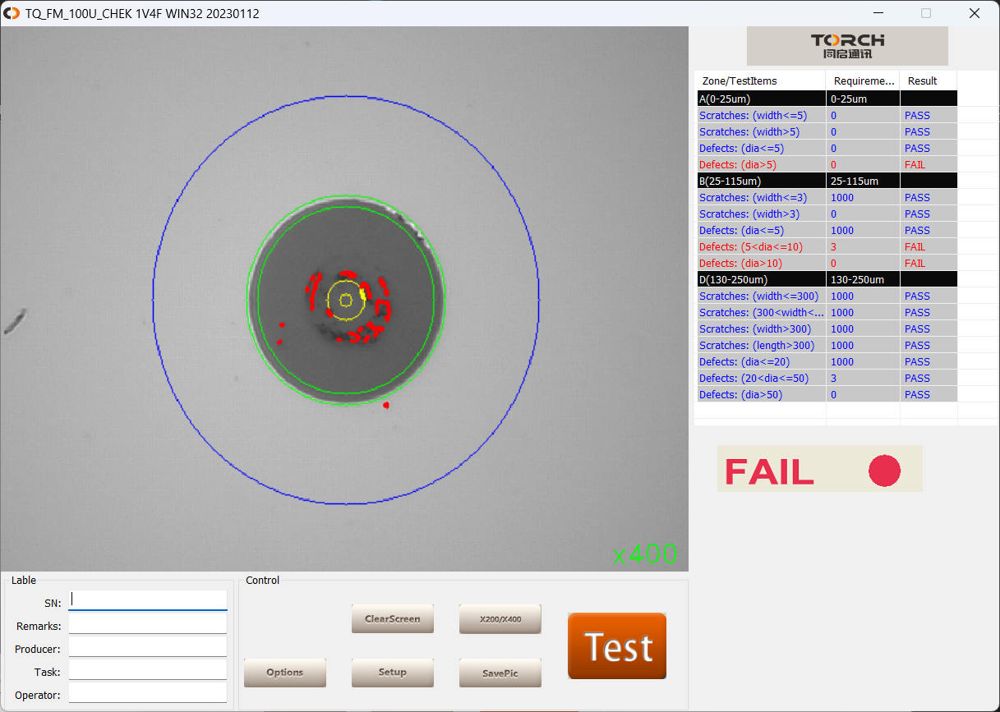 TQ_FM_100U_CHEK 1V4F WIN32 20230112
TORCH
同启通讯
Zone/TestItems Requireme... Result
A(0-25um) 0-25um
Scratches: (width<=5) 0 PASS
Scratches: (width>5) 0 PASS
Defects: (dia<=5) 0 PASS
Defects: (dia>5) 0 FAIL
B(25-115um) 25-115um
Scratches: (width<=3) 1000 PASS
Scratches: (width>3) 0 PASS
Defects: (dia<=5) 1000 PASS
Defects: (5<dia<=10) 3 FAIL
Defects: (dia>10) 0 FAIL
D(130-250um) 130-250um
Scratches: (width<=300) 1000 PASS
Scratches: (300<width<... 1000 PASS
Scratches: (width>300) 1000 PASS
Scratches: (length>300) 1000 PASS
Defects: (dia<=20) 1000 PASS
Defects: (20<dia<=50) 3 PASS
Defects: (dia>50) 0 PASS
FAIL
x400
Lable
SN:
Remarks:
Producer:
Task:
Operator:
Control
ClearScreen X200/X400
Test
Options Setup SavePic